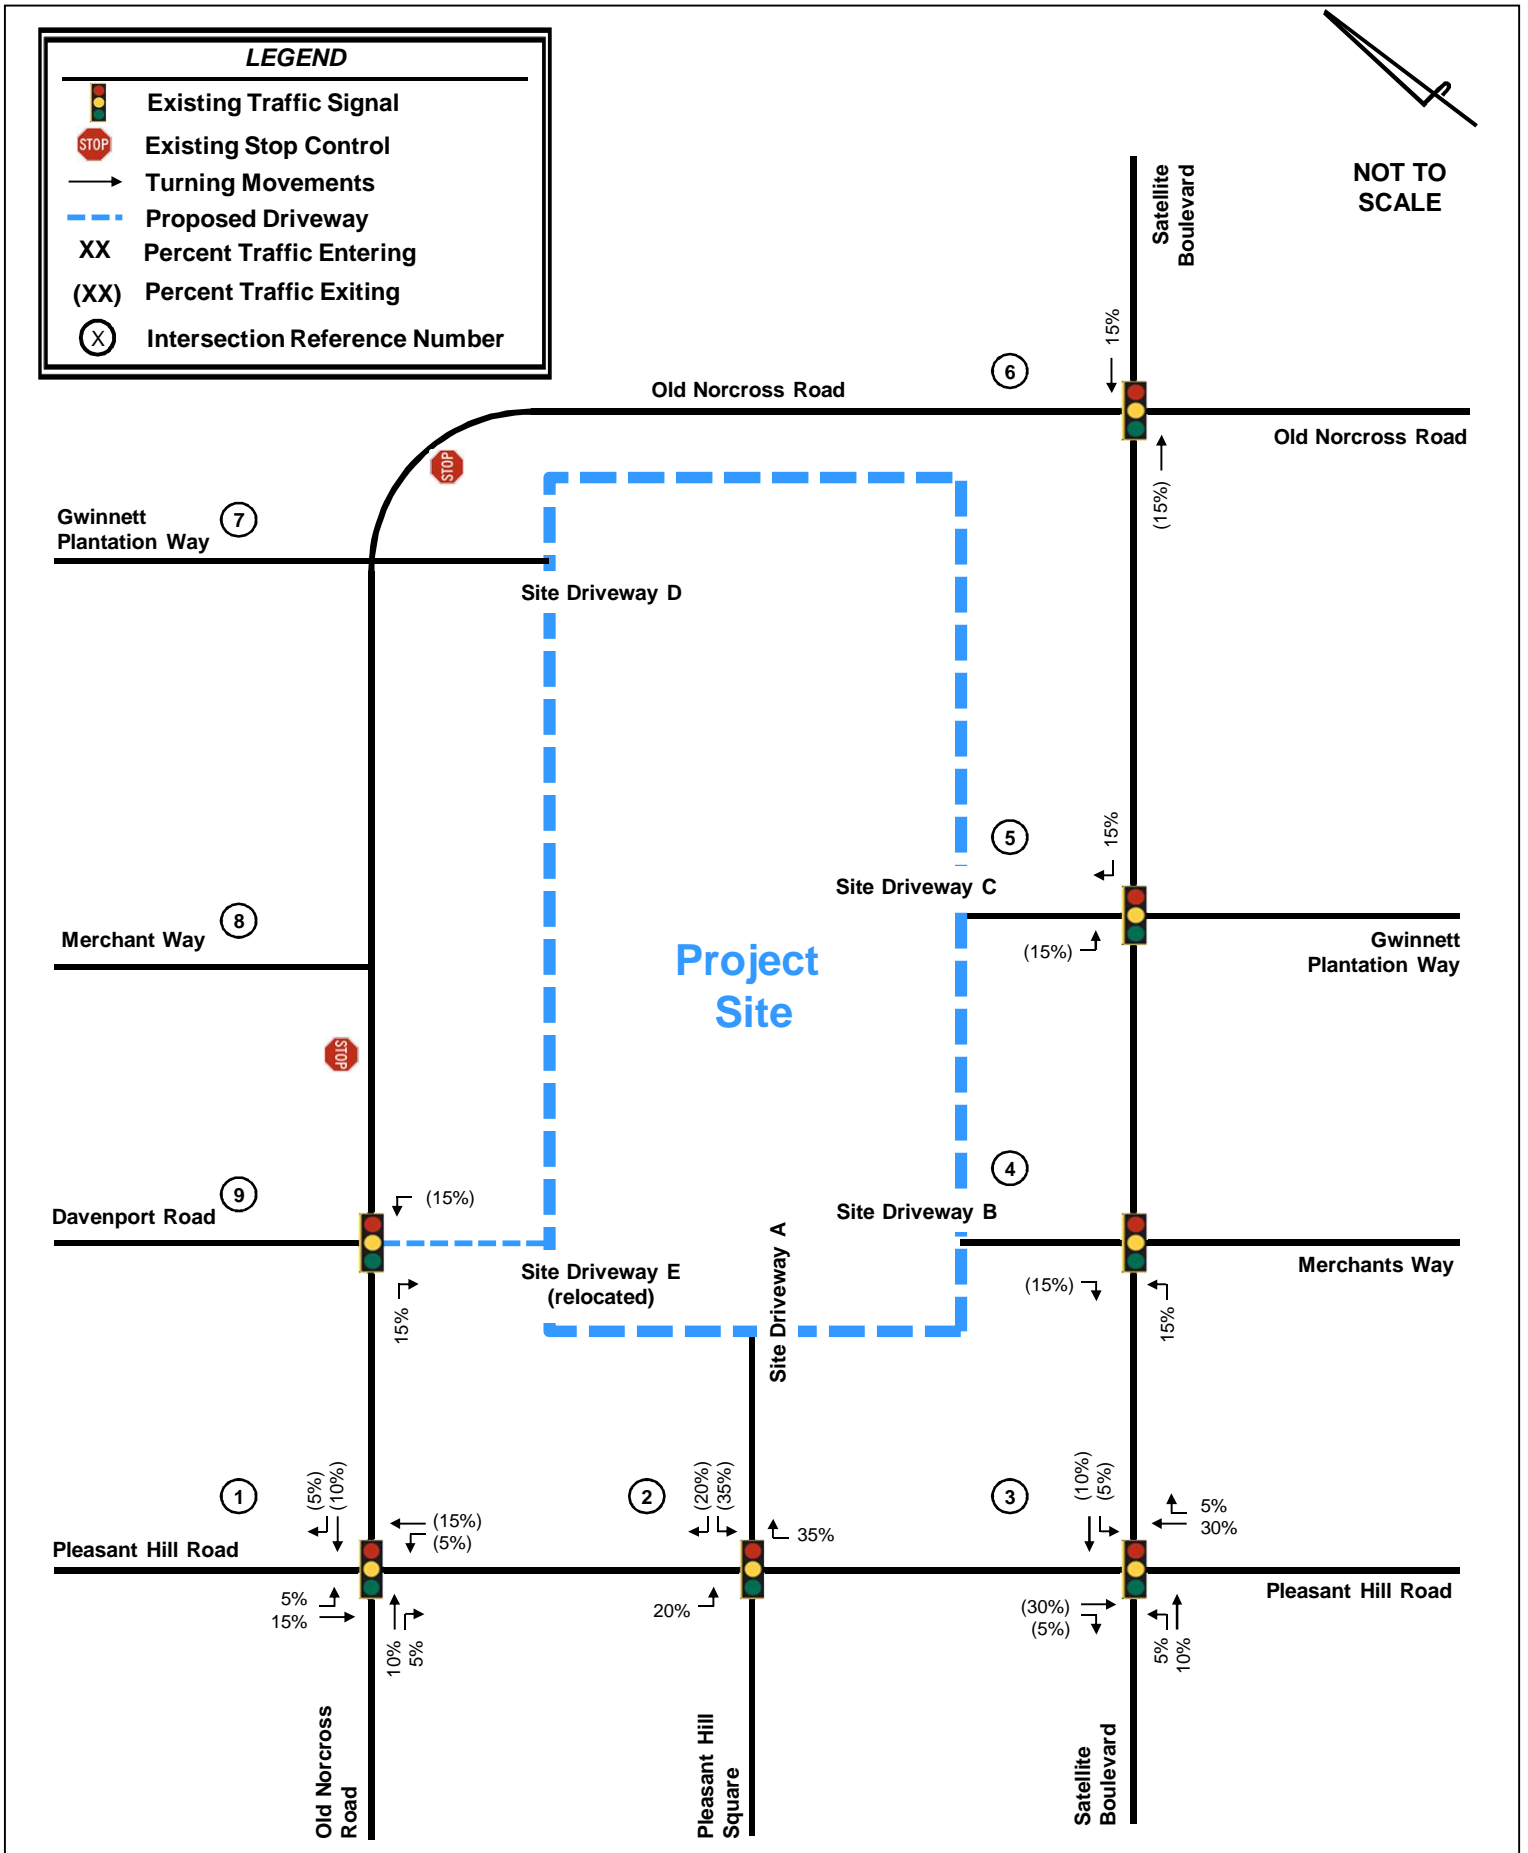 LEGEND
Existing Traffic Signal
STOP
Existing Stop Control
Turning Movements
Proposed Driveway
XX
Percent Traffic Entering
(XX)
Percent Traffic Exiting
X
Intersection Reference Number
NOT TO
SCALE
Satellite
Boulevard
15%
6
Old Norcross Road
Old Norcross Road
(15%)
STOP
7
Gwinnett
Plantation Way
Site Driveway D
15%
5
Site Driveway C
(15%)
Gwinnett
Plantation Way
8
Merchant Way
Project
Site
STOP
9
Davenport Road
(15%)
15%
Site Driveway E
(relocated)
Site Driveway A
4
Site Driveway B
(15%)
15%
Merchants Way
1
(5%)
(10%)
(15%)
(5%)
Pleasant Hill Road
5%
15%
10%
5%
2
(20%)
(35%)
35%
20%
3
(10%)
(5%)
5%
30%
Pleasant Hill Road
(30%)
(5%)
5%
10%
Old Norcross
Road
Pleasant Hill
Square
Satellite
Boulevard